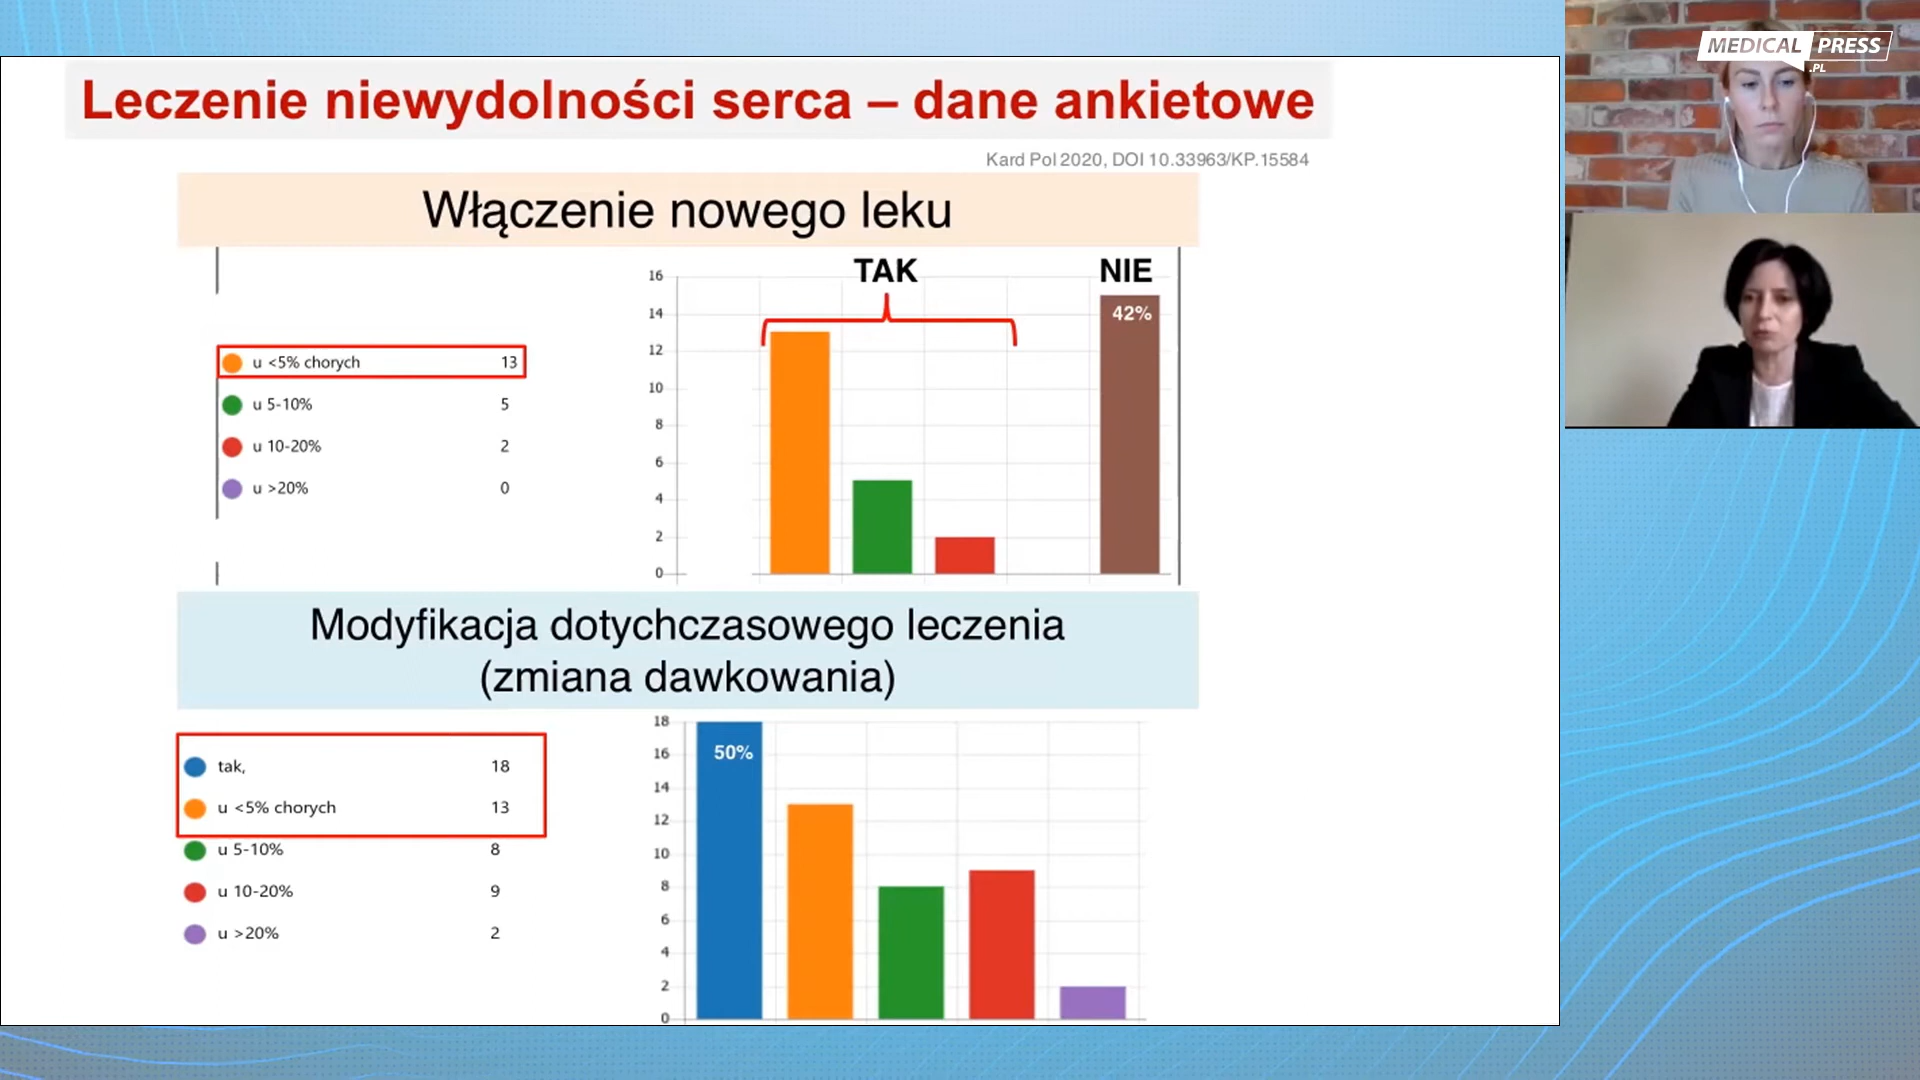 MEDICAL PRESS
.PL
Leczenie niewydolności serca – dane ankietowe
Kard Pol 2020, DOI 10.33963/KP.15584
Włączenie nowego leku
TAK NIE
42%
16
14
12
10
8
6
4
2
0
u <5% chorych 13
u 5-10% 5
u 10-20% 2
u >20% 0
Modyfikacja dotychczasowego leczenia
(zmiana dawkowania)
50%
18
16
14
12
10
8
6
4
2
0
tak, 18
u <5% chorych 13
u 5-10% 8
u 10-20% 9
u >20% 2